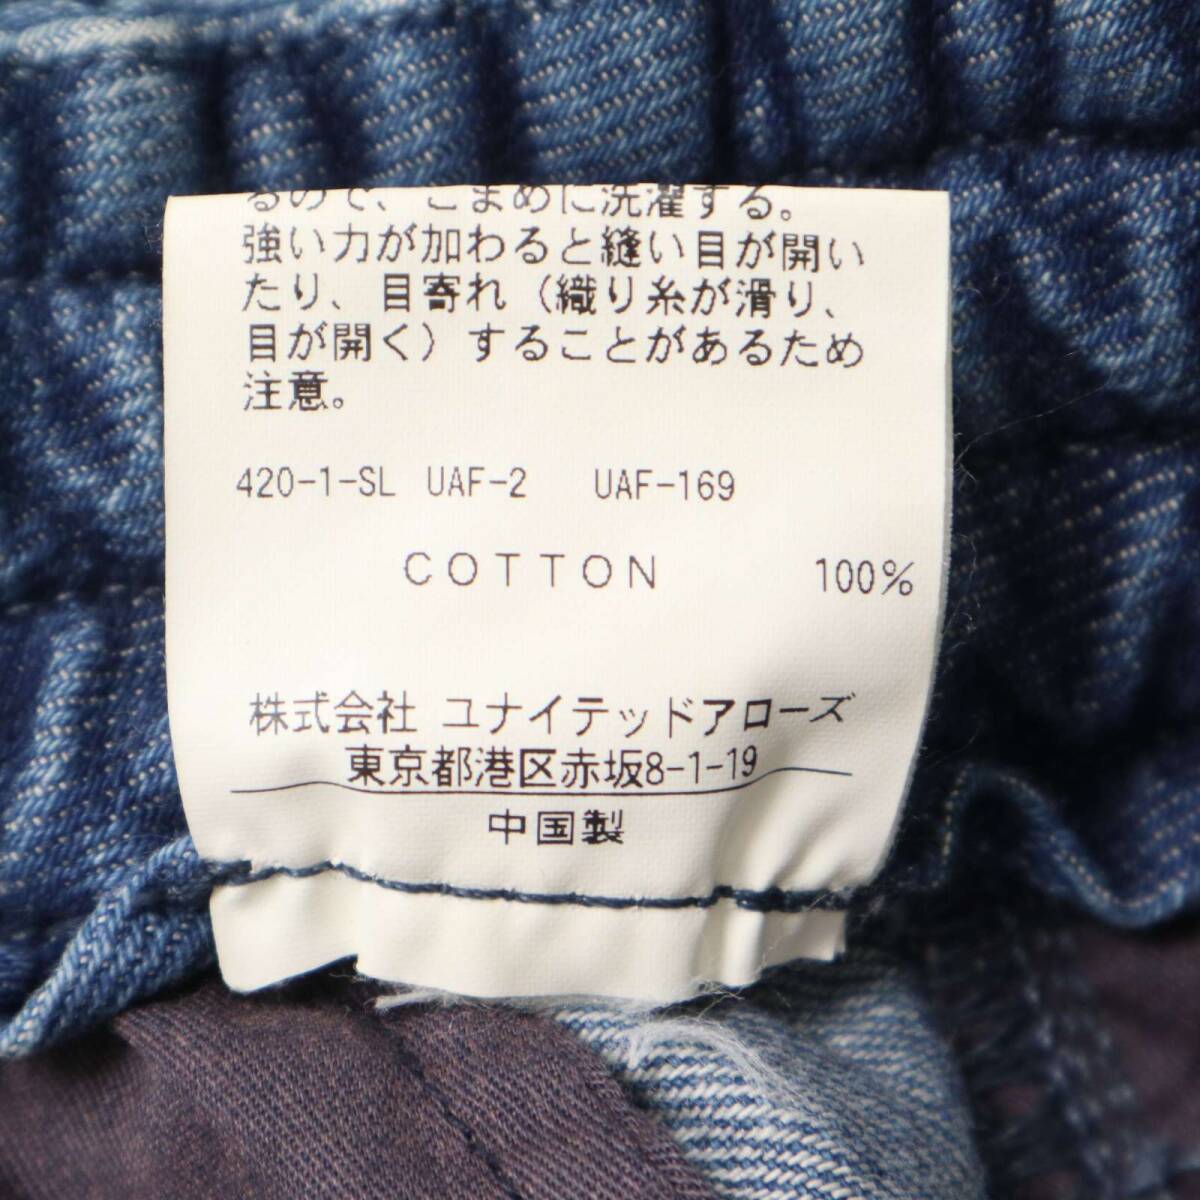 るので、こまめに洗濯する。
強い力が加わると縫い目が開い
たり、目寄れ（織り糸が滑り、
目が開く）することがあるため
注意。
420-1-SL UAF-2 UAF-169
COTTON 100%
株式会社 ユナイテッドアローズ
東京都港区赤坂8-1-19
中国製